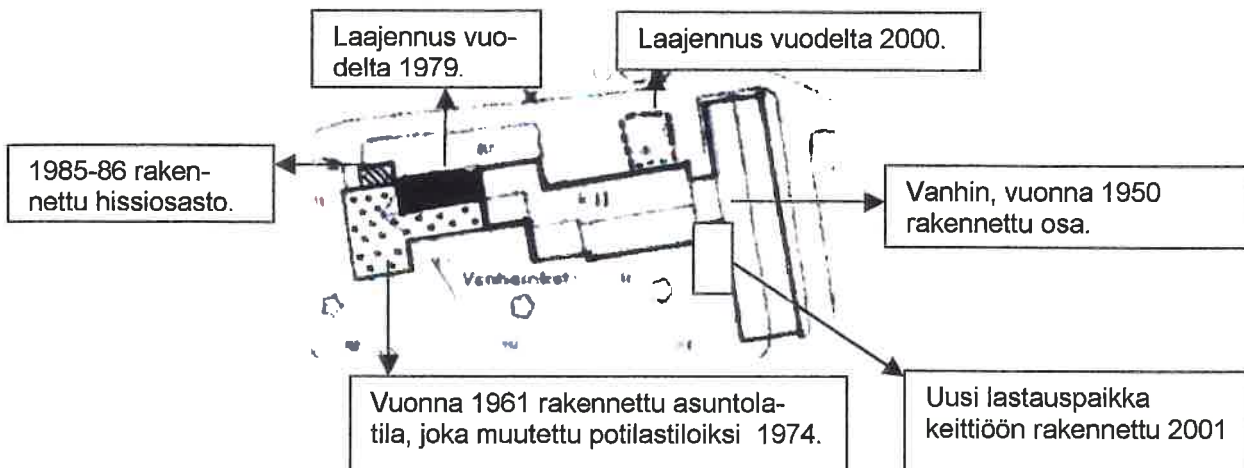 Laajennus vuo-
delta 1979.
Laajennus vuodelta 2000.
1985-86 raken-
nettu hissiosasto.
Vanhin, vuonna 1950
rakennettu osa.
k II
Vuonna 1961 rakennettu asuntola-
tila, joka muutettu potilastiloiksi 1974.
Uusi lastauspaikka
keittiöön rakennettu 2001